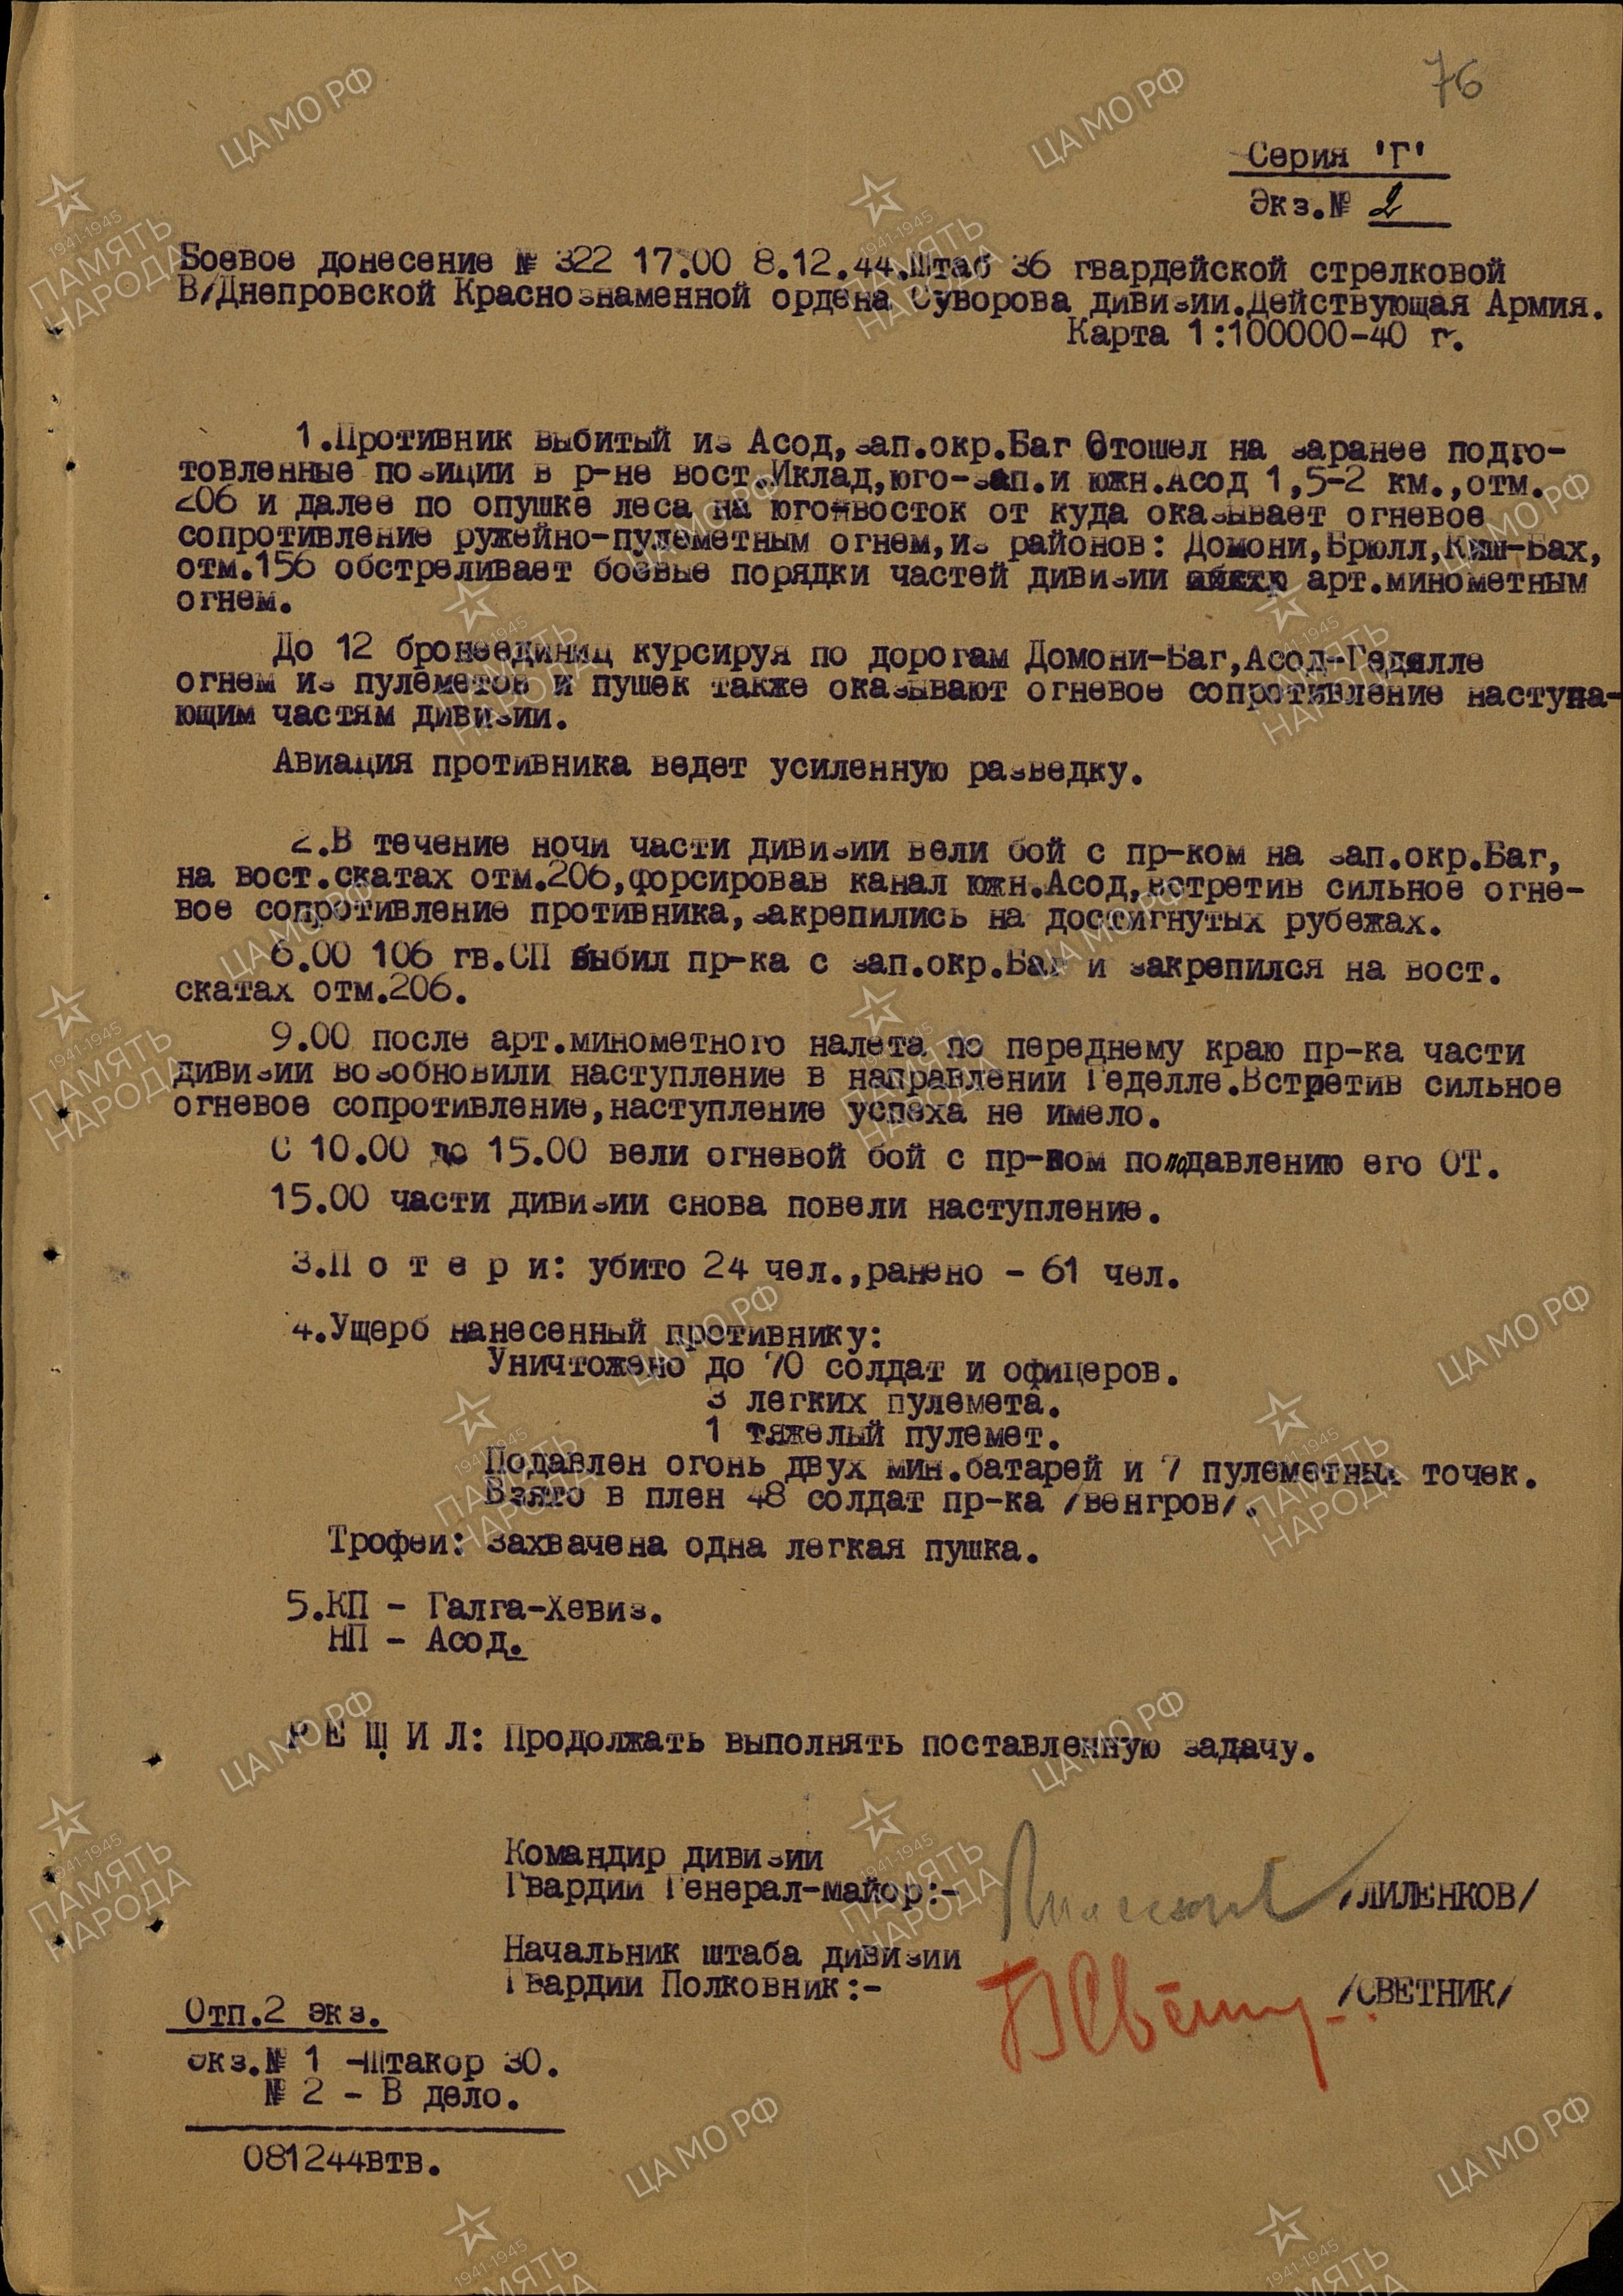 76
Серия 'Г'
Экз.№ 2
Боевое донесение № 322 17.00 8.12.44.Штаб 36 гвардейской стрелковой
В/Днепровской Краснознаменной ордена Суворова дивизии.Действующая Армия.
Карта 1:100000-40 г.
1.Противник выбитый из Асод,зап.окр.Баг Отошел на заранее подго-
товленные позиции в р-не вост.Иклад,юго-зап.и южн.Асод 1,5-2 км.,отм.
206 и далее по опушке леса на юго-восток от куда оказывает огневое
сопротивление ружейно-пулеметным огнем,из районов: Домони,Брюлл,Киш-Бах,
отм.156 обстреливает боевые порядки частей дивизии арт.минометным
огнем.
До 12 бронеединиц курсируя по дорогам Домони-Баг,Асод-Гедэлле
огнем из пулеметов и пушек также оказывают огневое сопротивление наступа-
ющим частям дивизии.
Авиация противника ведет усиленную разведку.
2.В течение ночи части дивизии вели бой с пр-ком на зап.окр.Баг,
на вост.скатах отм.206,форсировав канал южн.Асод,встретив сильное огне-
вое сопротивление противника,закрепились на достигнутых рубежах.
6.00 106 гв.СП выбил пр-ка с зап.окр.Баг и закрепился на вост.
скатах отм.206.
9.00 после арт.минометного налета по переднему краю пр-ка части
дивизии возобновили наступление в направлении Геделле.Встретив сильное
огневое сопротивление,наступление успеха не имело.
С 10.00 до 15.00 вели огневой бой с пр-ком по подавлению его ОТ.
15.00 части дивизии снова повели наступление.
3.П о т е р и: убито 24 чел.,ранено - 61 чел.
4.Ущерб нанесенный противнику:
Уничтожено до 70 солдат и офицеров.
3 легких пулемета.
1 тяжелый пулемет.
Подавлен огонь двух мин.батарей и 7 пулеметных точек.
Взято в плен 48 солдат пр-ка /венгров/.
Трофеи: захвачена одна легкая пушка.
5.КП - Галга-Хевиз.
НП - Асод.
Р Е Ш И Л: Продолжать выполнять поставленную задачу.
Командир дивизии
Гвардии Генерал-майор:- /ЛИЛЕНКОВ/
Начальник штаба дивизии
Гвардии Полковник:- /СВЕТНИК/
Отп.2 экз.
экз.№ 1 -Штакор 30.
№ 2 - В дело.
081244втв.
ЦА МО РФ
1941-1945
ПАМЯТЬ
НАРОДА